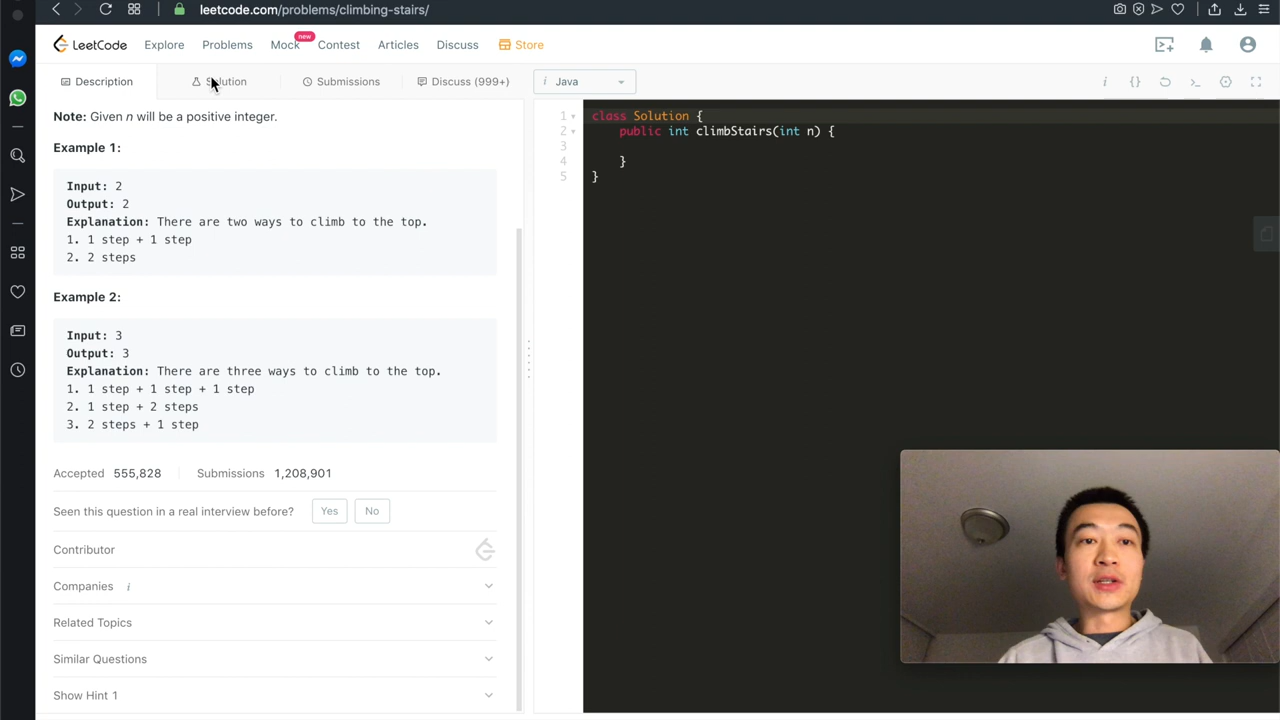 leetcode.com/problems/climbing-stairs/
LeetCode
Explore
Problems
Mock
new
Contest
Articles
Discuss
Store
Description
Solution
Submissions
Discuss (999+)
i Java
i
{}
Note: Given n will be a positive integer.
Example 1:
Input: 2
Output: 2
Explanation: There are two ways to climb to the top.
1. 1 step + 1 step
2. 2 steps
Example 2:
Input: 3
Output: 3
Explanation: There are three ways to climb to the top.
1. 1 step + 1 step + 1 step
2. 1 step + 2 steps
3. 2 steps + 1 step
Accepted 555,828
Submissions 1,208,901
Seen this question in a real interview before?
Yes
No
Contributor
Companies i
Related Topics
Similar Questions
Show Hint 1
1 class Solution {
2 public int climbStairs(int n) {
3
4 }
5 }